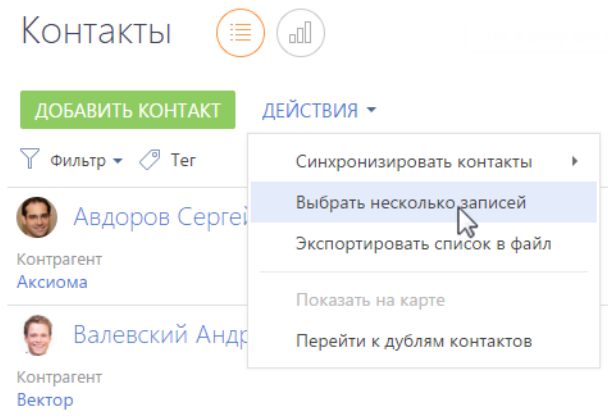 Контакты
ДОБАВИТЬ КОНТАКТ ДЕЙСТВИЯ
Фильтр Тег
Синхронизировать контакты
Выбрать несколько записей
Экспортировать список в файл
Показать на карте
Перейти к дублям контактов
Авдоров Сергей
Контрагент
Аксиома
Валевский Андр
Контрагент
Вектор